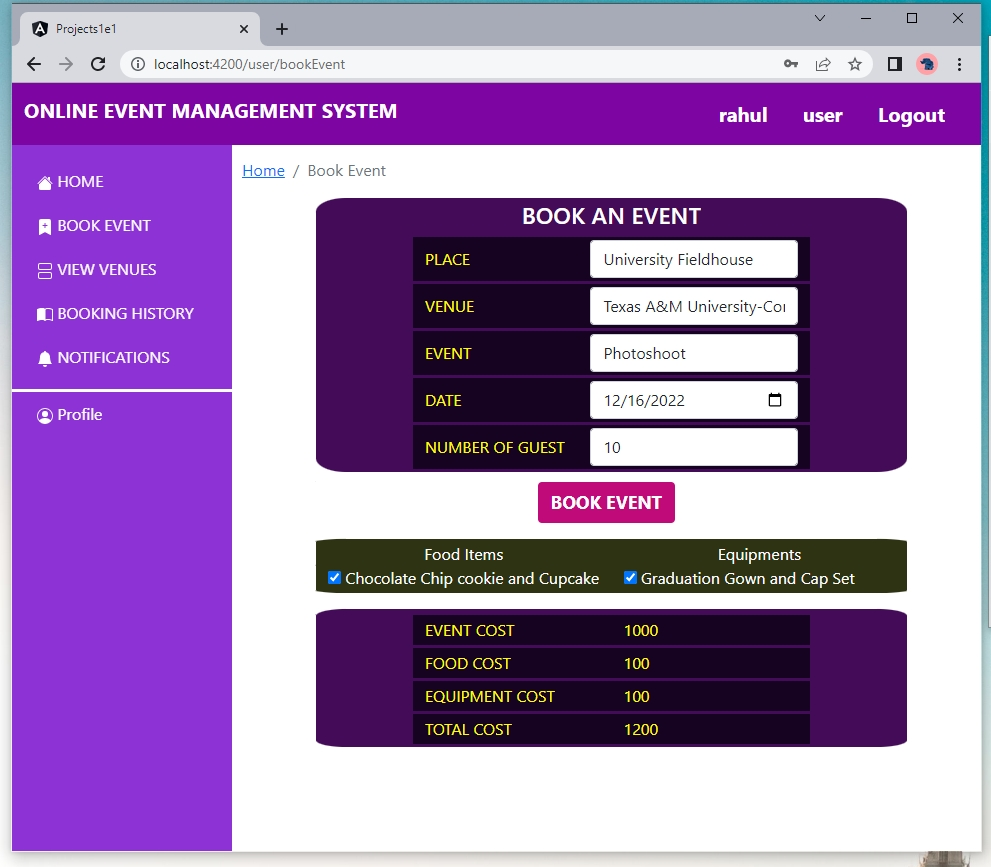 Projects1e1
localhost:4200/user/bookEvent
ONLINE EVENT MANAGEMENT SYSTEM
rahul user Logout
HOME
BOOK EVENT
VIEW VENUES
BOOKING HISTORY
NOTIFICATIONS
Profile
Home / Book Event
BOOK AN EVENT
PLACE University Fieldhouse
VENUE Texas A&M University-Cor
EVENT Photoshoot
DATE 12/16/2022
NUMBER OF GUEST 10
BOOK EVENT
Food Items Equipments
Chocolate Chip cookie and Cupcake Graduation Gown and Cap Set
EVENT COST 1000
FOOD COST 100
EQUIPMENT COST 100
TOTAL COST 1200